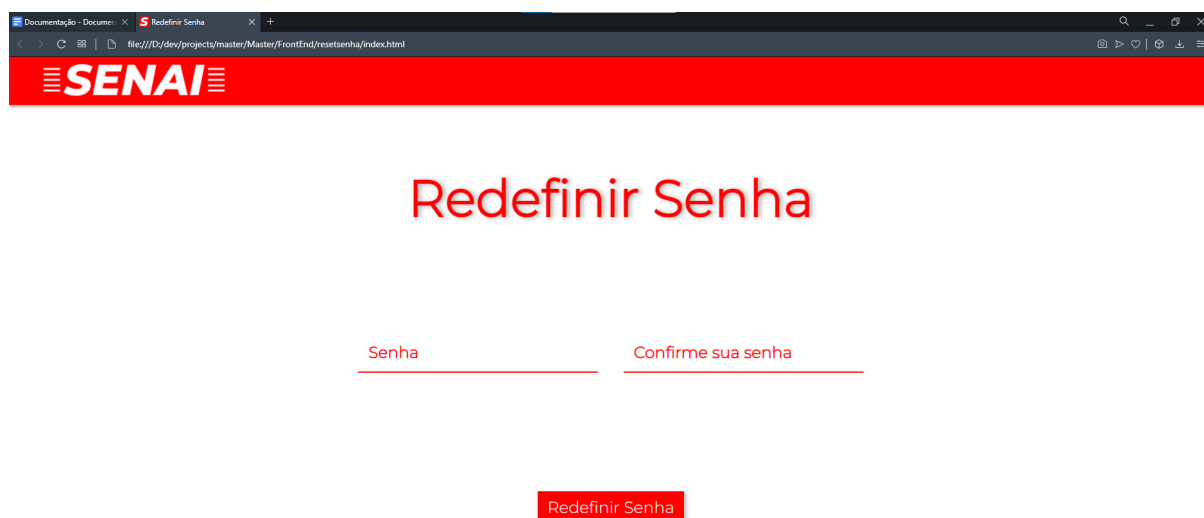 Documentação - Documen
Redefinir Senha
file:///D:/dev/projects/master/Master/FrontEnd/resetsenha/index.html
SENAI
Redefinir Senha
Senha
Confirme sua senha
Redefinir Senha